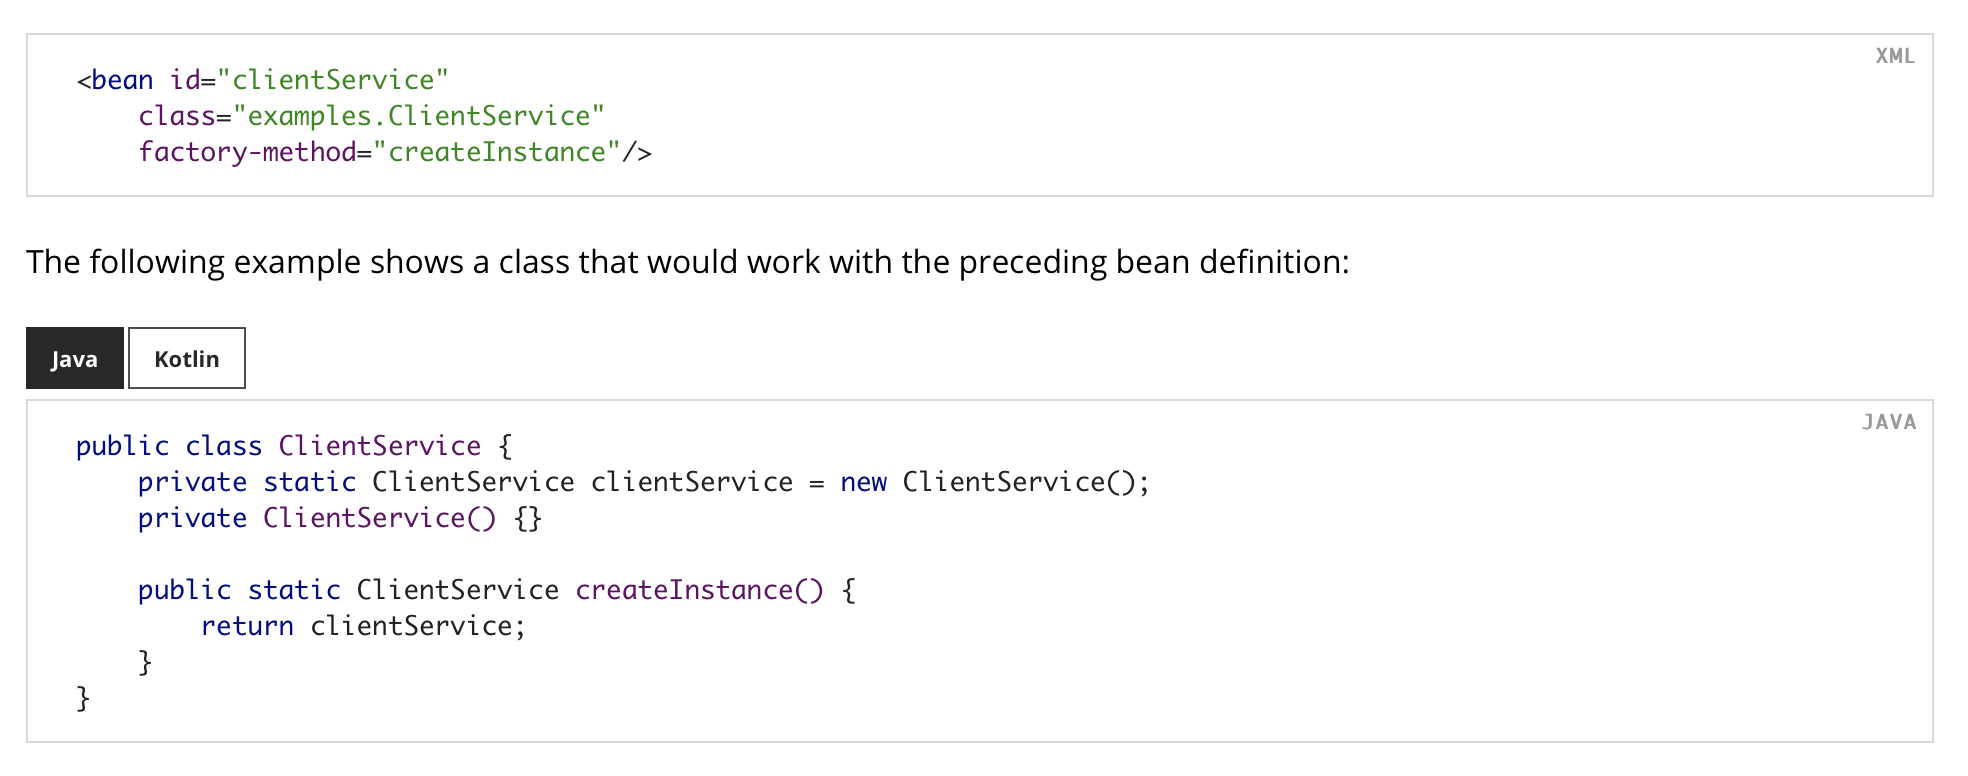 XML
<bean id="clientService"
    class="examples.ClientService"
    factory-method="createInstance"/>
The following example shows a class that would work with the preceding bean definition:
Java Kotlin
JAVA
public class ClientService {
    private static ClientService clientService = new ClientService();
    private ClientService() {}

    public static ClientService createInstance() {
        return clientService;
    }
}